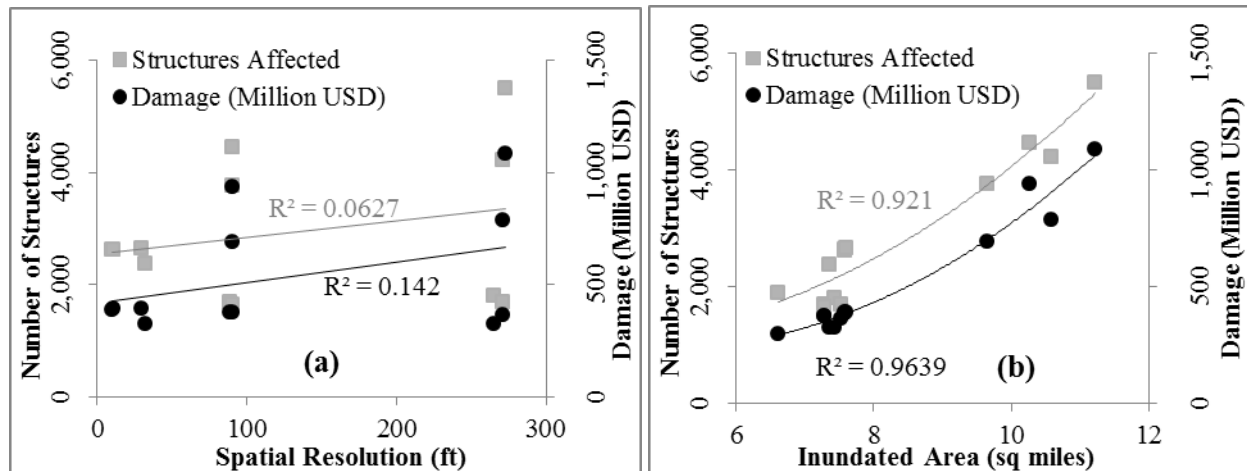 Structures Affected
Damage (Million USD)
6,000
4,000
2,000
0
Number of Structures
1,500
1,000
500
0
Damage (Million USD)
R² = 0.0627
R² = 0.142
(a)
0
100
200
300
Spatial Resolution (ft)
Structures Affected
Damage (Million USD)
6,000
4,000
2,000
0
Number of Structures
1,500
1,000
500
0
Damage (Million USD)
R² = 0.921
R² = 0.9639
(b)
6
8
10
12
Inundated Area (sq miles)